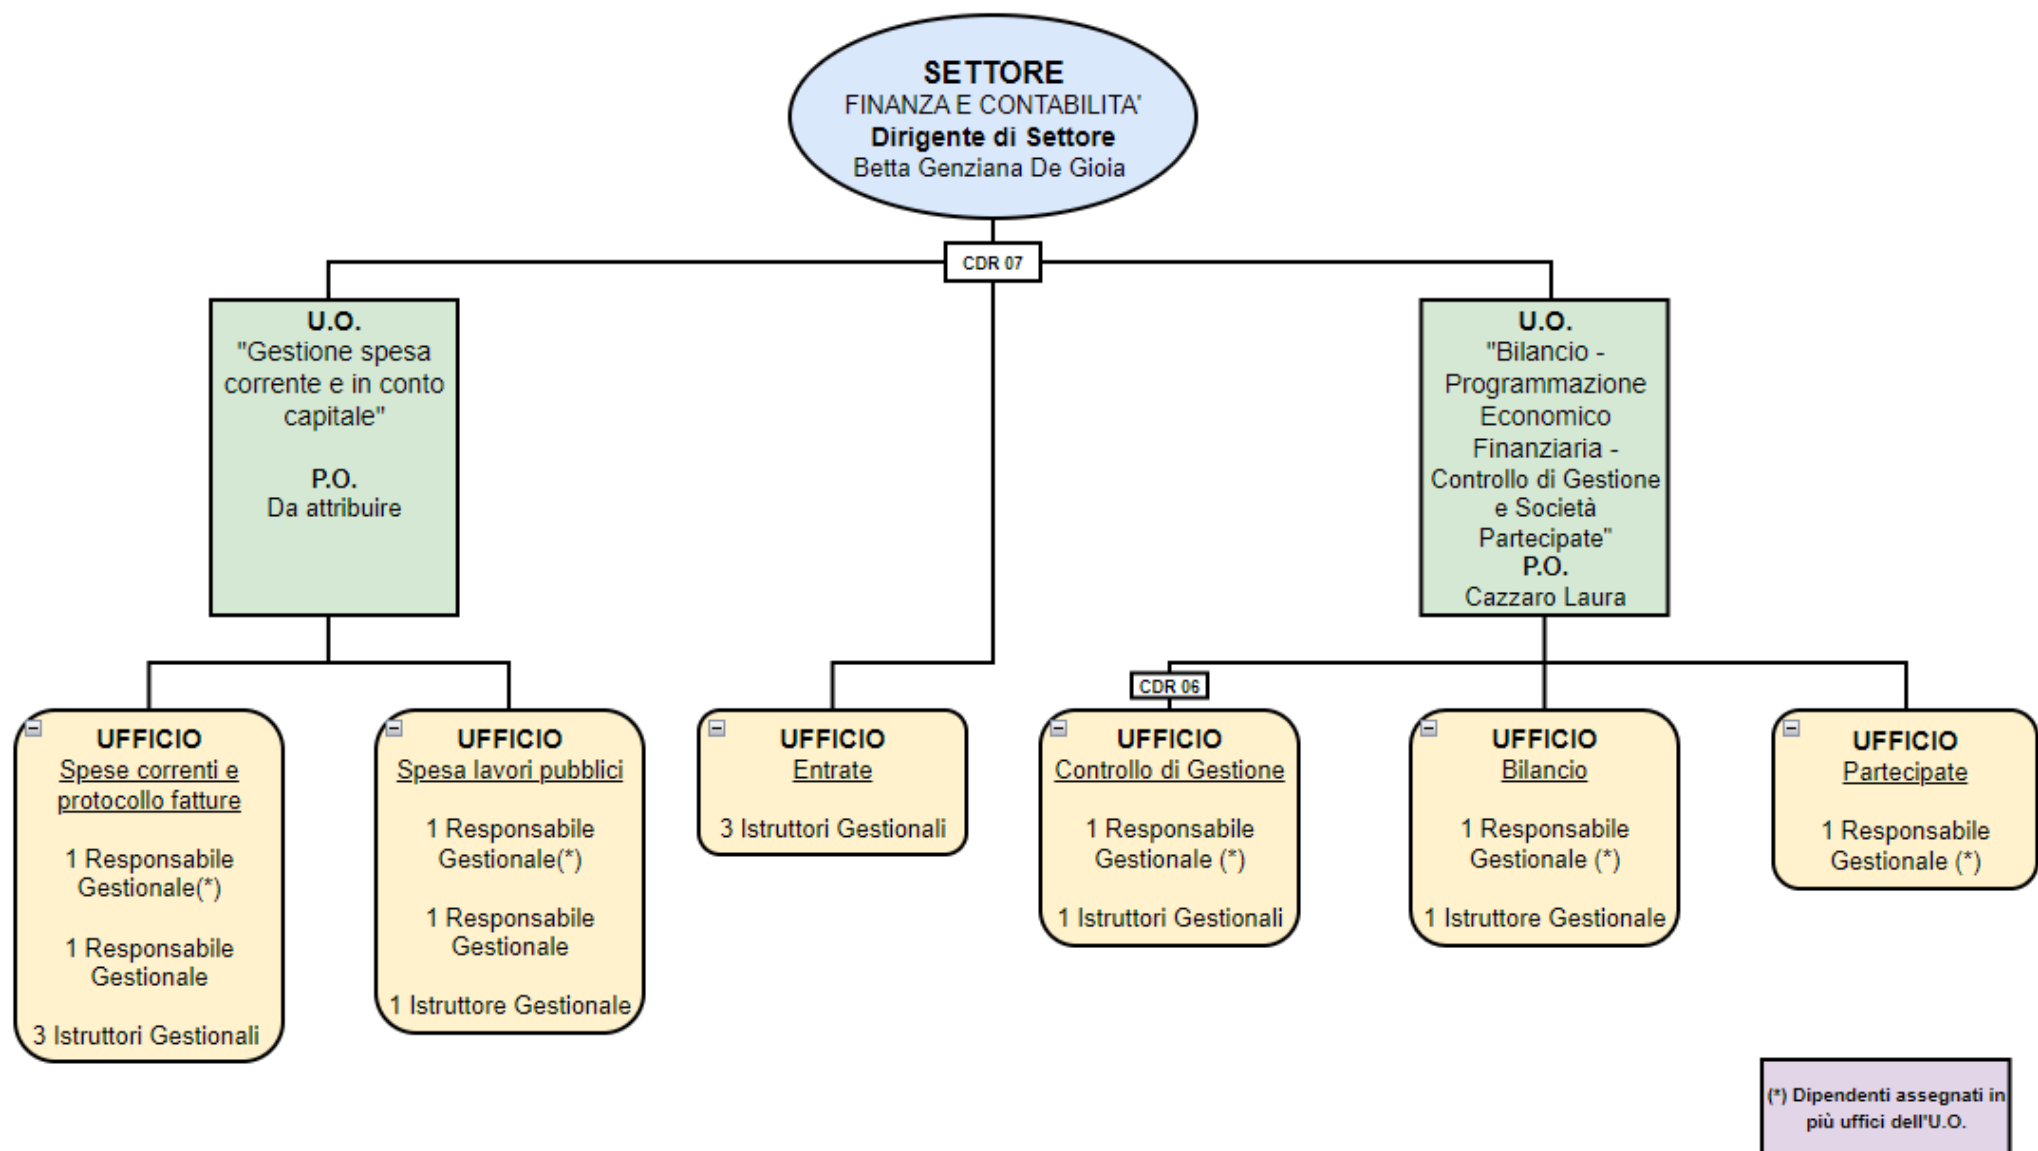 SETTORE
FINANZA E CONTABILITA'
Dirigente di Settore
Betta Genziana De Gioia
CDR 07
U.O.
"Gestione spesa
corrente e in conto
capitale"
P.O.
Da attribuire
U.O.
"Bilancio -
Programmazione
Economico
Finanziaria -
Controllo di Gestione
e Società
Partecipate"
P.O.
Cazzaro Laura
UFFICIO
Spese correnti e
protocollo fatture
1 Responsabile
Gestionale(*)
1 Responsabile
Gestionale
3 Istruttori Gestionali
UFFICIO
Spesa lavori pubblici
1 Responsabile
Gestionale(*)
1 Responsabile
Gestionale
1 Istruttore Gestionale
UFFICIO
Entrate
3 Istruttori Gestionali
CDR 06
UFFICIO
Controllo di Gestione
1 Responsabile
Gestionale (*)
1 Istruttori Gestionali
UFFICIO
Bilancio
1 Responsabile
Gestionale (*)
1 Istruttore Gestionale
UFFICIO
Partecipate
1 Responsabile
Gestionale (*)
(*) Dipendenti assegnati in
più uffici dell'U.O.